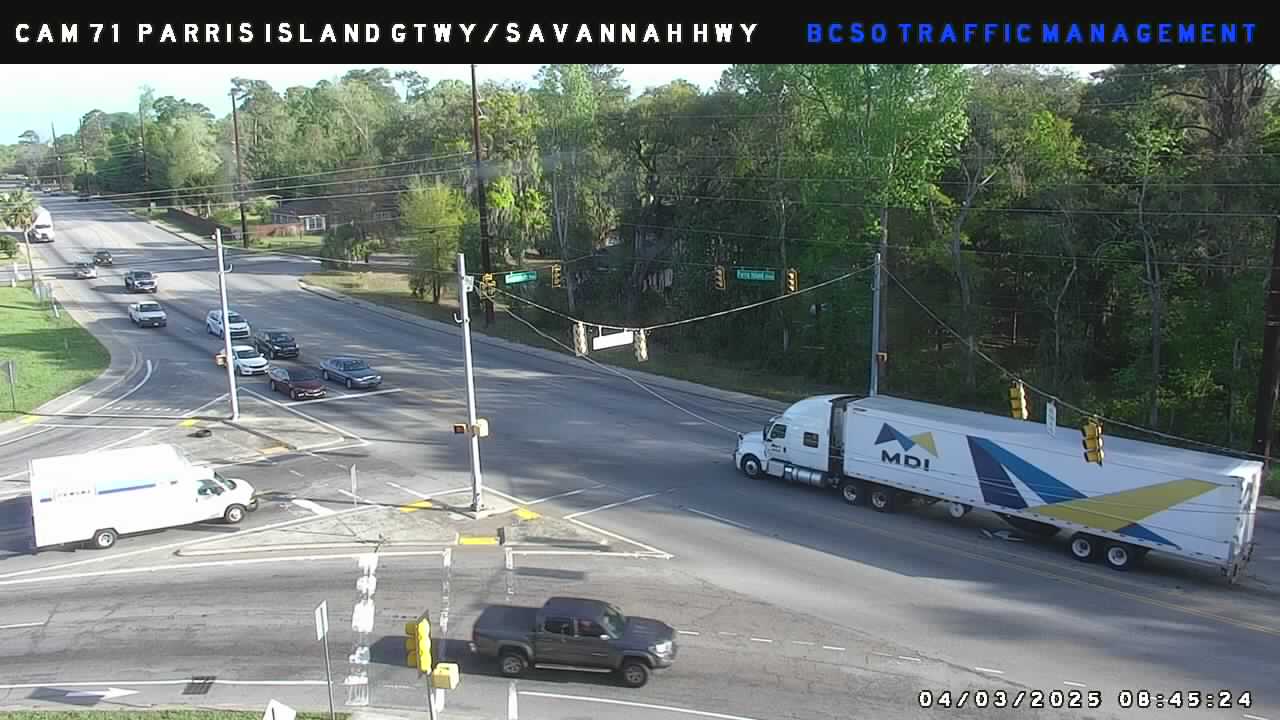 CAM 71 PARRIS ISLAND GTWY/SAVANNAH HWY
BCSO TRAFFIC MANAGEMENT
MDI
04/03/2025 08:45:24